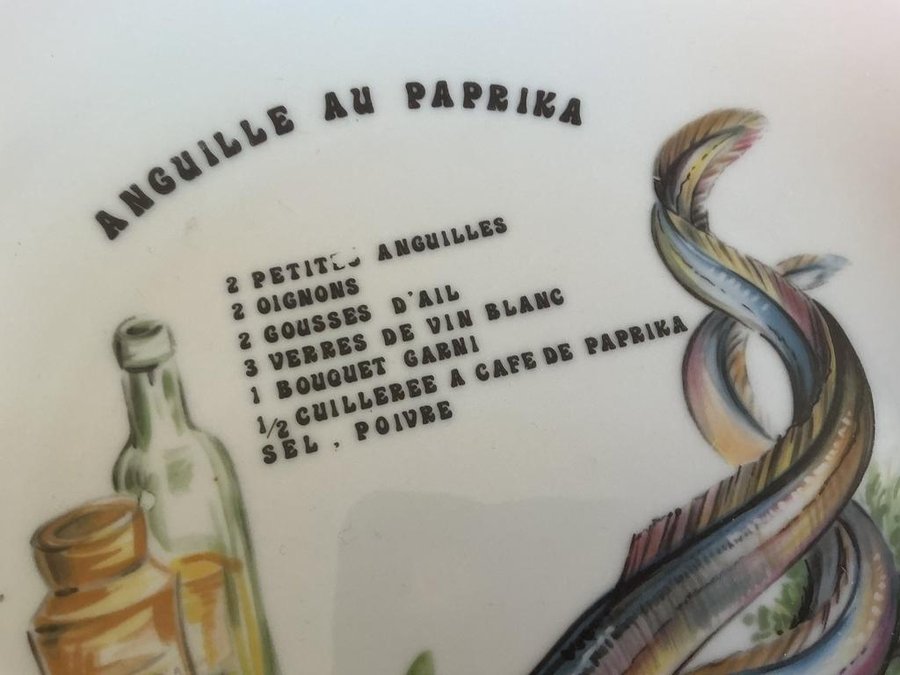 ANGUILLE AU PAPRIKA
2 PETITES ANGUILLES
2 OIGNONS
2 GOUSSES D'AIL
3 VERRES DE VIN BLANC
1 BOUQUET GARNI
1/2 CUILLEREE A CAFE DE PAPRIKA
SEL , POIVRE